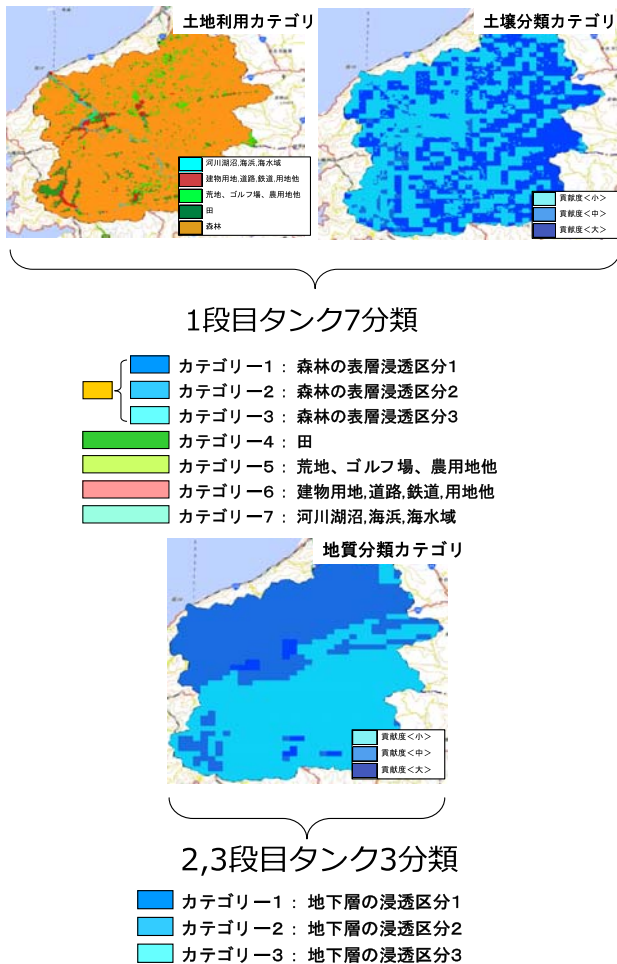 土地利用カテゴリ
河川湖沼,海浜,海水域
建物用地,道路,鉄道,用地他
荒地、ゴルフ場、農用地他
田
森林
土壌分類カテゴリ
貢献度<小>
貢献度<中>
貢献度<大>
1段目タンク7分類
カテゴリー1 : 森林の表層浸透区分1
カテゴリー2 : 森林の表層浸透区分2
カテゴリー3 : 森林の表層浸透区分3
カテゴリー4 : 田
カテゴリー5 : 荒地、ゴルフ場、農用地他
カテゴリー6 : 建物用地,道路,鉄道,用地他
カテゴリー7 : 河川湖沼,海浜,海水域
地質分類カテゴリ
貢献度<小>
貢献度<中>
貢献度<大>
2,3段目タンク3分類
カテゴリー1 : 地下層の浸透区分1
カテゴリー2 : 地下層の浸透区分2
カテゴリー3 : 地下層の浸透区分3